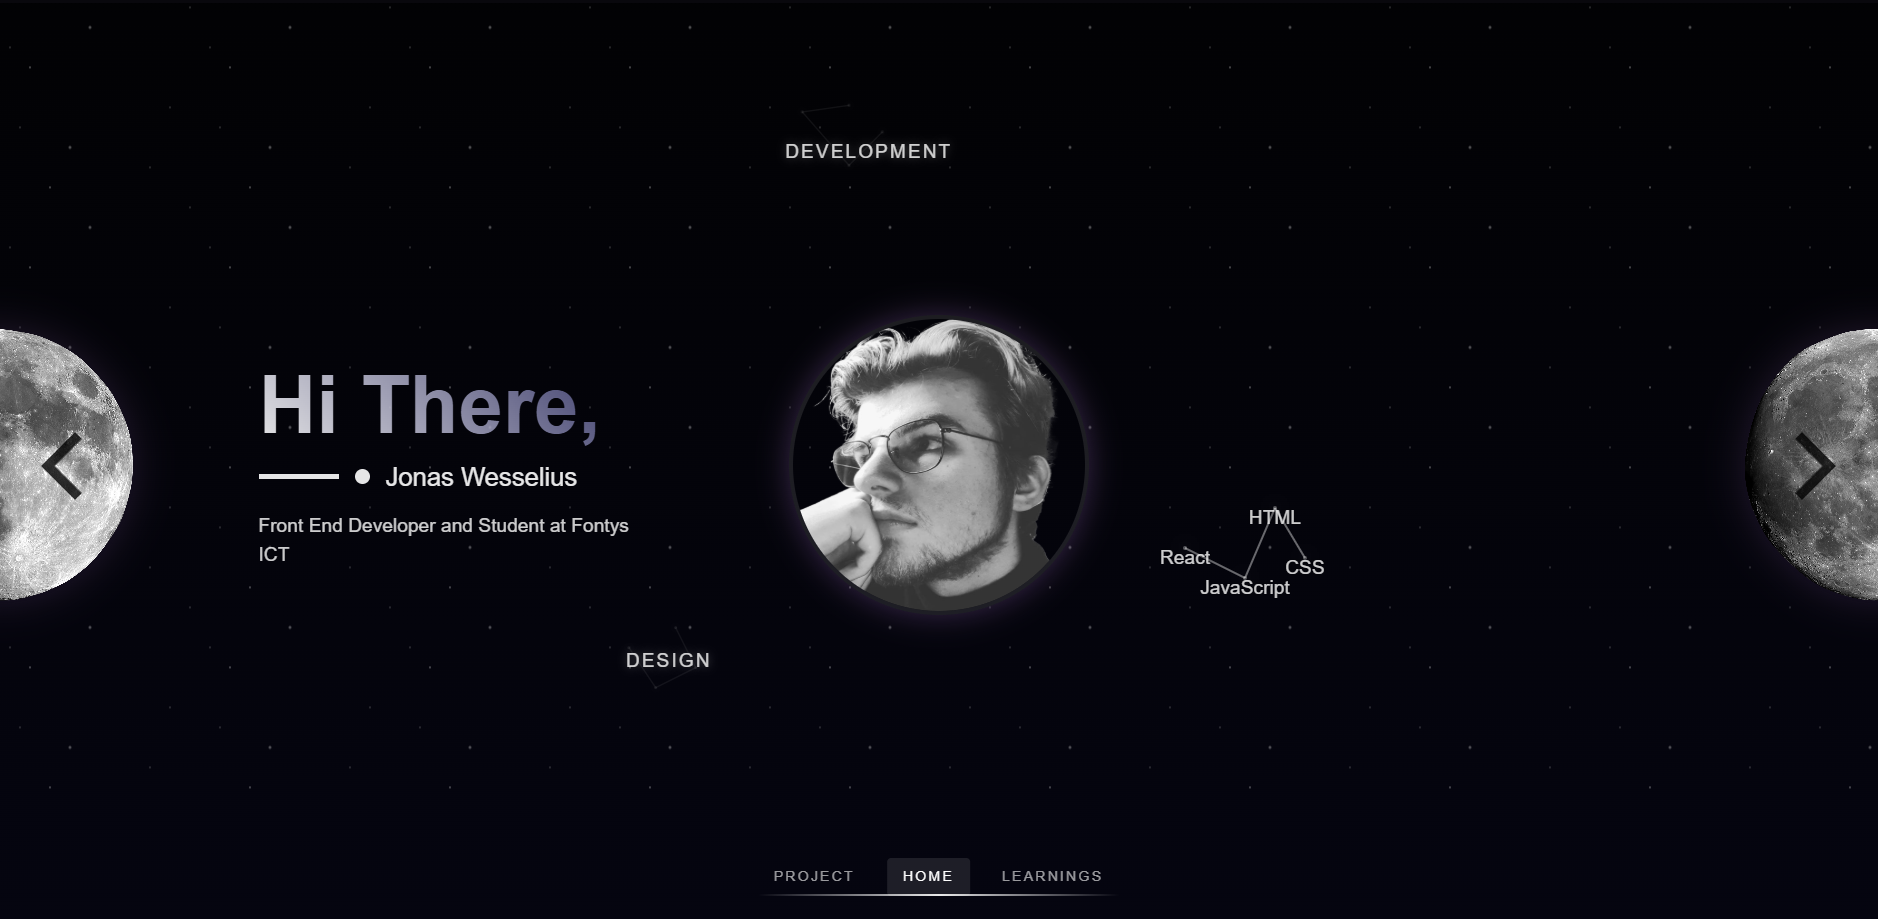 DEVELOPMENT
Hi There,
Jonas Wesselius
Front End Developer and Student at Fontys
ICT
HTML
React
CSS
JavaScript
DESIGN
PROJECT
HOME
LEARNINGS